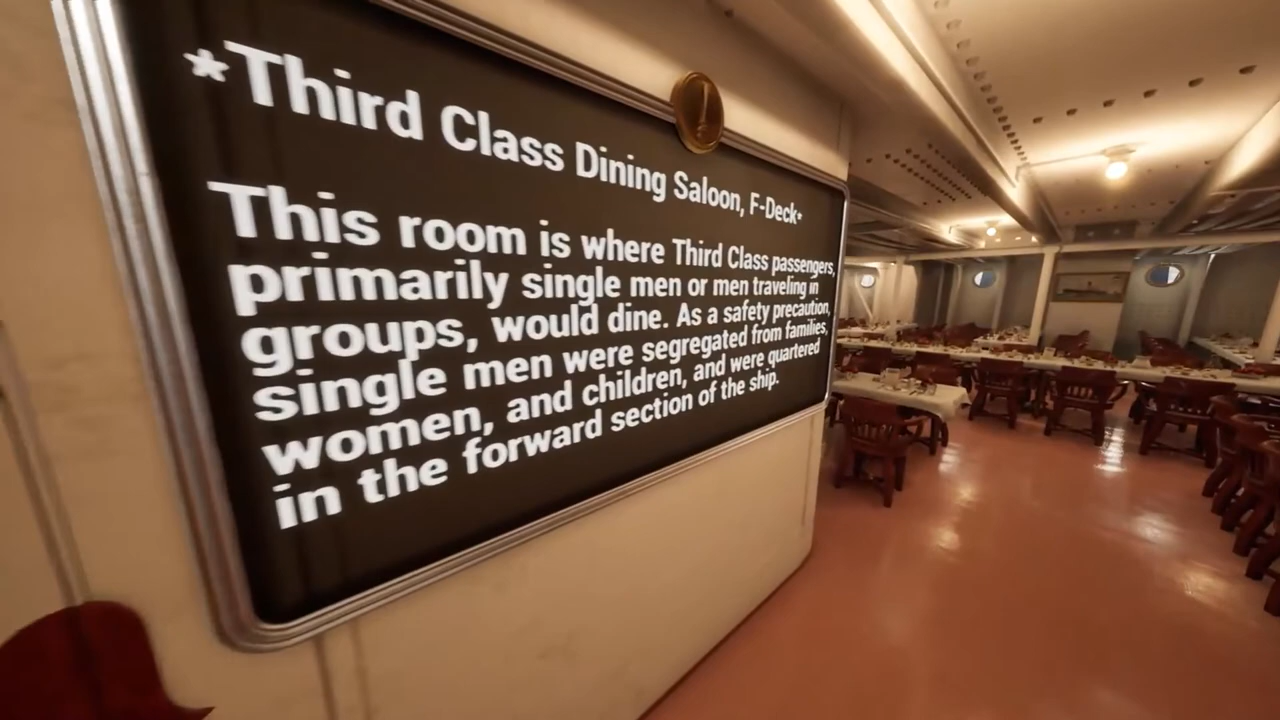 *Third Class Dining Saloon, F-Deck*
This room is where Third Class passengers,
primarily single men or men traveling in
groups, would dine. As a safety precaution,
single men were segregated from families,
women, and children, and were quartered
in the forward section of the ship.